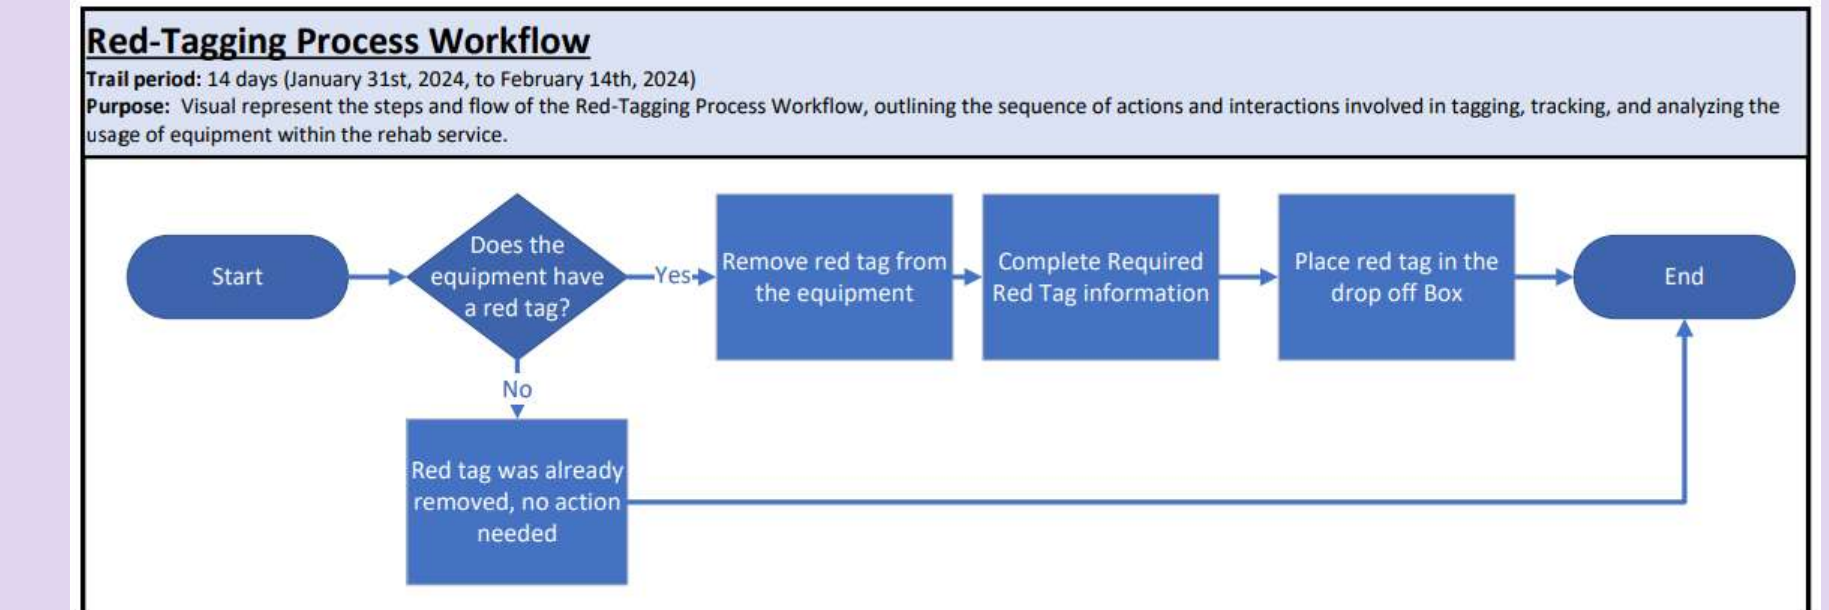 Red-Tagging Process Workflow
Trail period: 14 days (January 31st, 2024, to February 14th, 2024)
Purpose:  Visual represent the steps and flow of the Red-Tagging Process Workflow, outlining the sequence of actions and interactions involved in tagging, tracking, and analyzing the
usage of equipment within the rehab service.
Start
Does the
equipment have
a red tag?
Yes
Remove red tag from
the equipment
Complete Required
Red Tag information
Place red tag in the
drop off Box
End
No
Red tag was already
removed, no action
needed